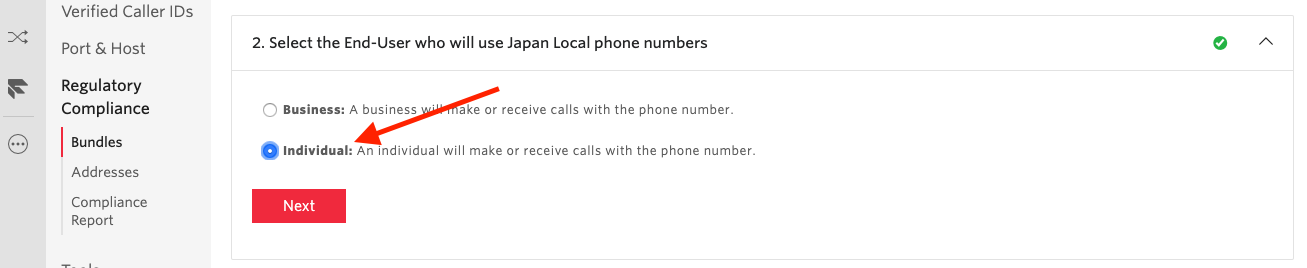 Verified Caller IDs
Port & Host
Regulatory
Compliance
Bundles
Addresses
Compliance
Report
Tools
2. Select the End-User who will use Japan Local phone numbers
Business: A business will make or receive calls with the phone number.
Individual: An individual will make or receive calls with the phone number.
Next